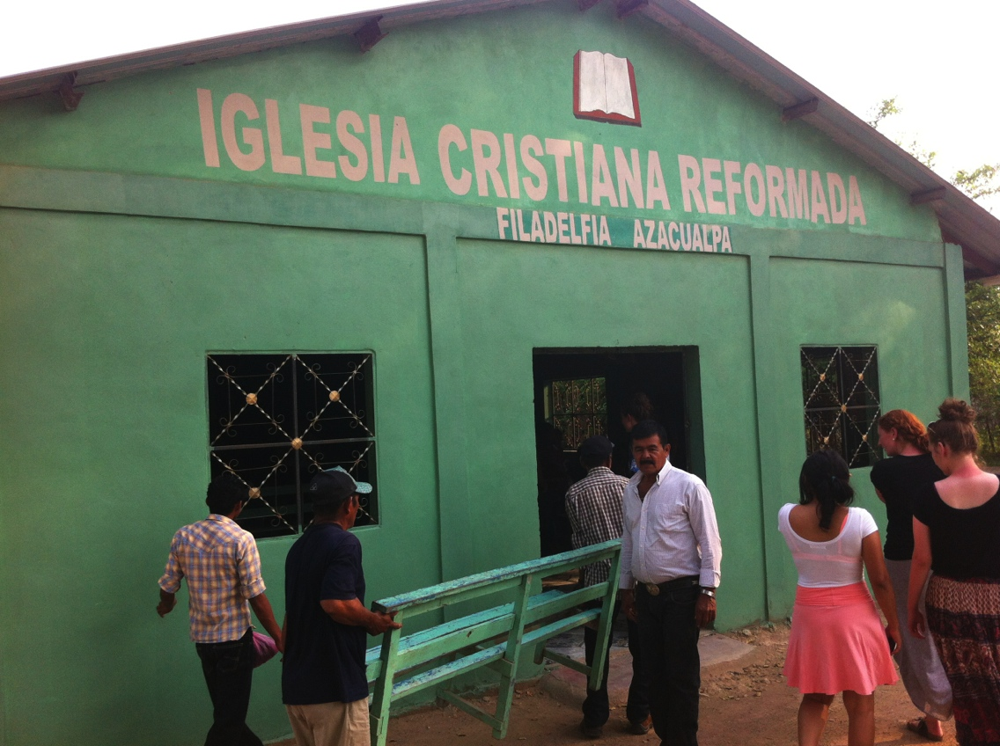 IGLESIA CRISTIANA REFORMADA
FILADELFIA AZACUALPA